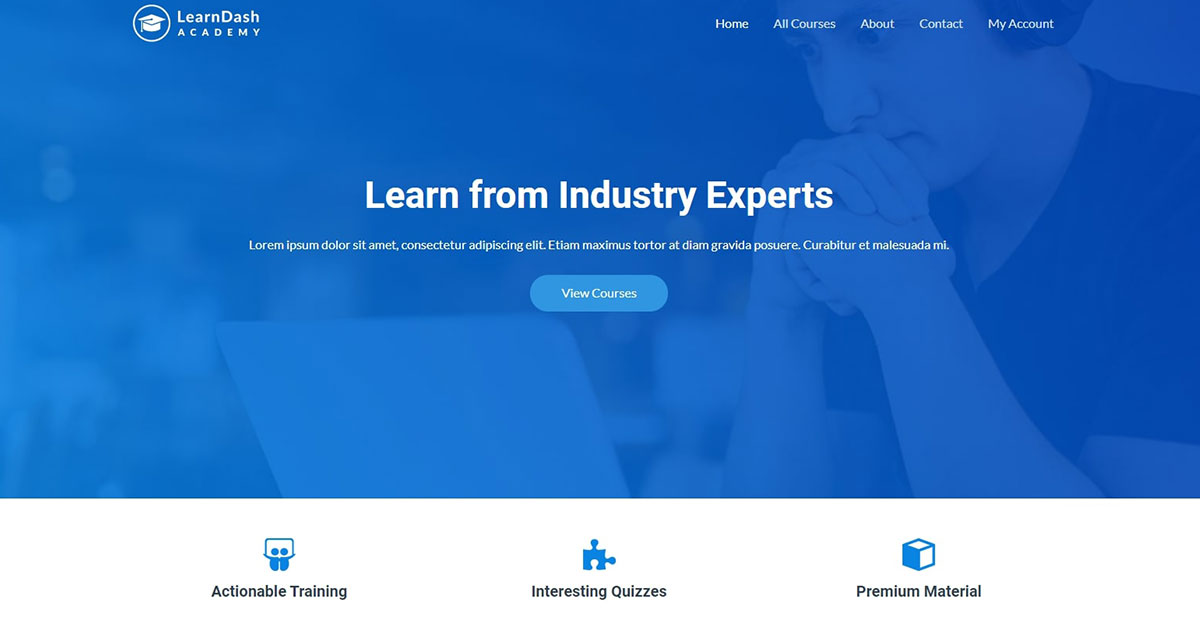 LearnDash
ACADEMY
Home All Courses About Contact My Account
Learn from Industry Experts
Lorem ipsum dolor sit amet, consectetur adipiscing elit. Etiam maximus tortor at diam gravida posuere. Curabitur et malesuada mi.
View Courses
Actionable Training
Interesting Quizzes
Premium Material